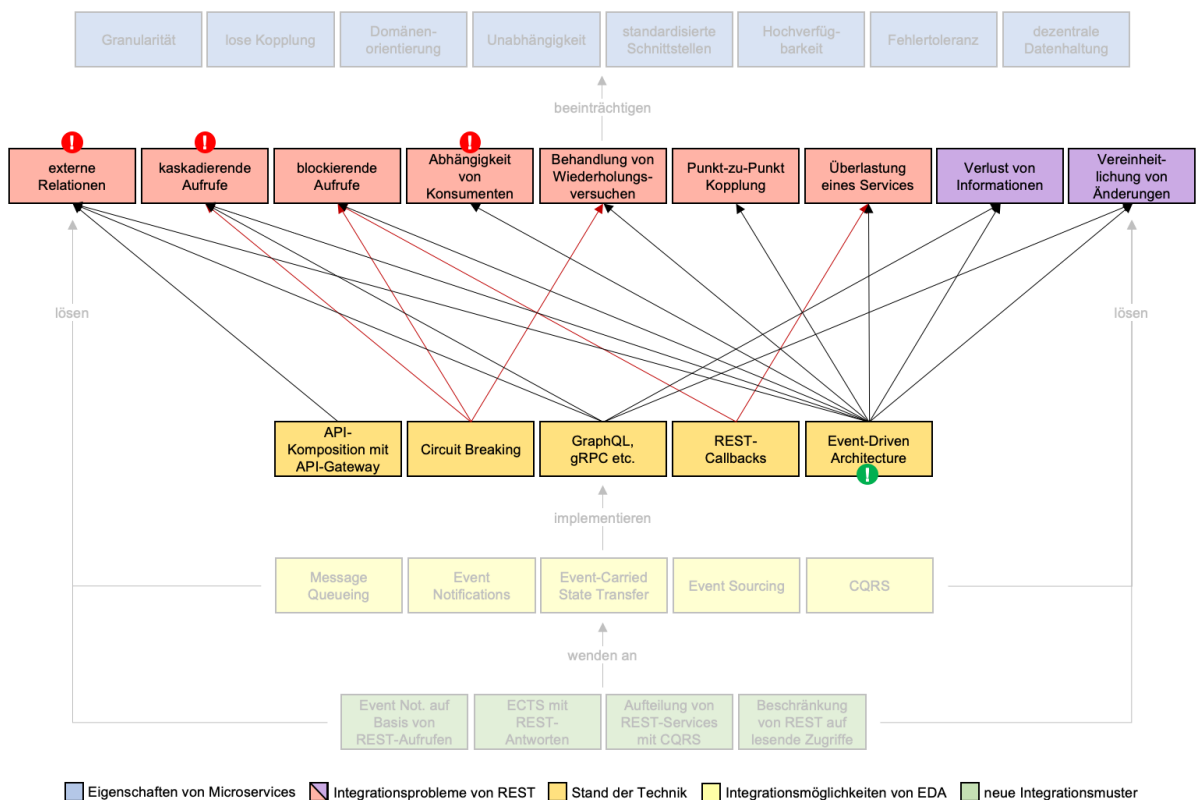 Granularität
lose Kopplung
Domänen-
orientierung
Unabhängigkeit
standardisierte
Schnittstellen
Hochverfüg-
barkeit
Fehlertoleranz
dezentrale
Datenhaltung
beeinträchtigen
!
!
!
externe
Relationen
kaskadierende
Aufrufe
blockierende
Aufrufe
Abhängigkeit
von
Konsumenten
Behandlung von
Wiederholungs-
versuchen
Punkt-zu-Punkt
Kopplung
Überlastung
eines Services
Verlust von
Informationen
Vereinheit-
lichung von
Änderungen
lösen
lösen
API-
Komposition mit
API-Gateway
Circuit Breaking
GraphQL,
gRPC etc.
REST-
Callbacks
Event-Driven
Architecture
!
implementieren
Message
Queueing
Event
Notifications
Event-Carried
State Transfer
Event Sourcing
CQRS
wenden an
Event Not. auf
Basis von
REST-Aufrufen
ECTS mit
REST-
Antworten
Aufteilung von
REST-Services
mit CQRS
Beschränkung
von REST auf
lesende Zugriffe
Eigenschaften von Microservices
Integrationsprobleme von REST
Stand der Technik
Integrationsmöglichkeiten von EDA
neue Integrationsmuster